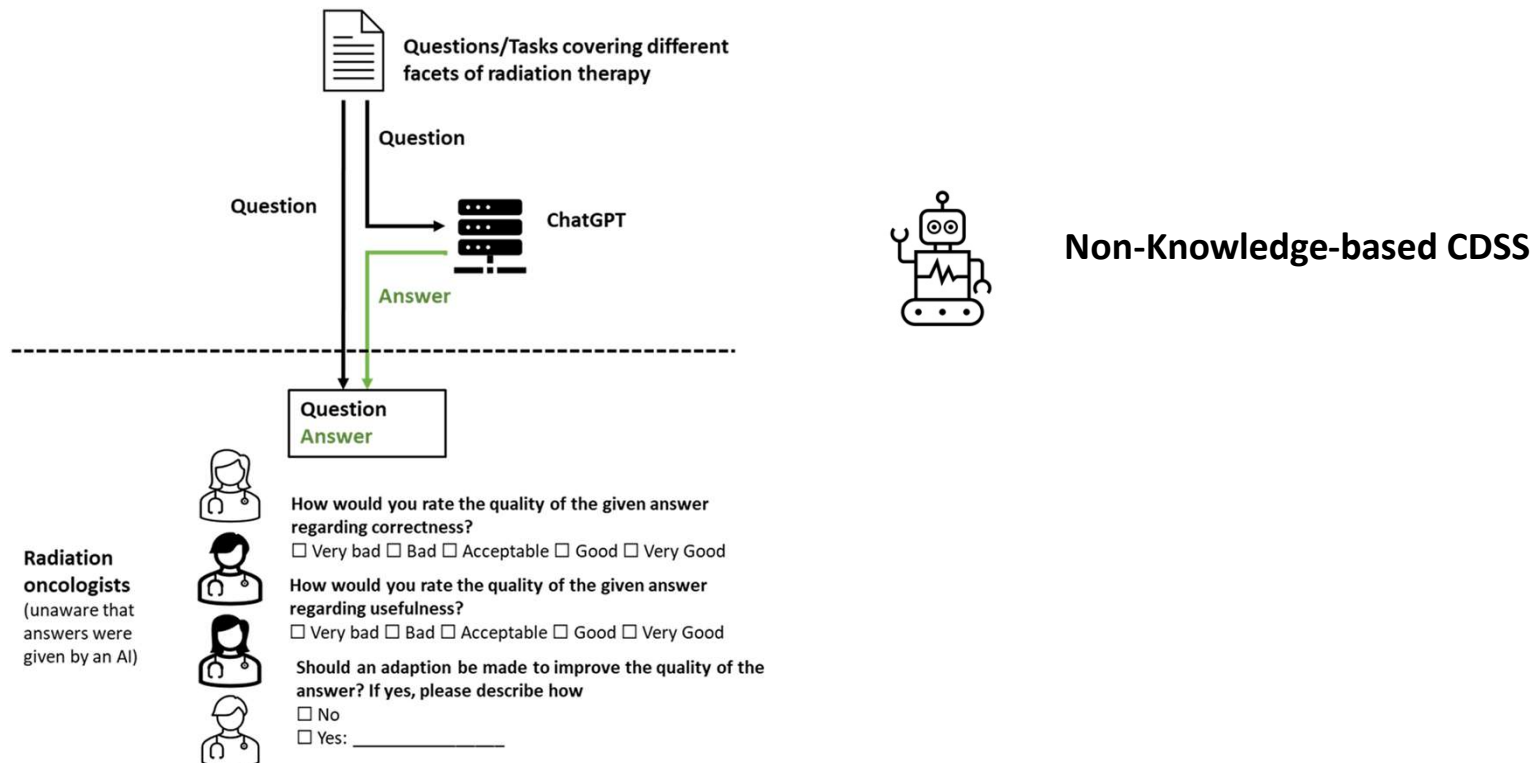 Questions/Tasks covering different
facets of radiation therapy
Question
Question
ChatGPT
Answer
Non-Knowledge-based CDSS
Question
Answer
Radiation
oncologists
(unaware that
answers were
given by an AI)
How would you rate the quality of the given answer
regarding correctness?
☐ Very bad ☐ Bad ☐ Acceptable ☐ Good ☐ Very Good
How would you rate the quality of the given answer
regarding usefulness?
☐ Very bad ☐ Bad ☐ Acceptable ☐ Good ☐ Very Good
Should an adaption be made to improve the quality of the
answer? If yes, please describe how
☐ No
☐ Yes: _________________